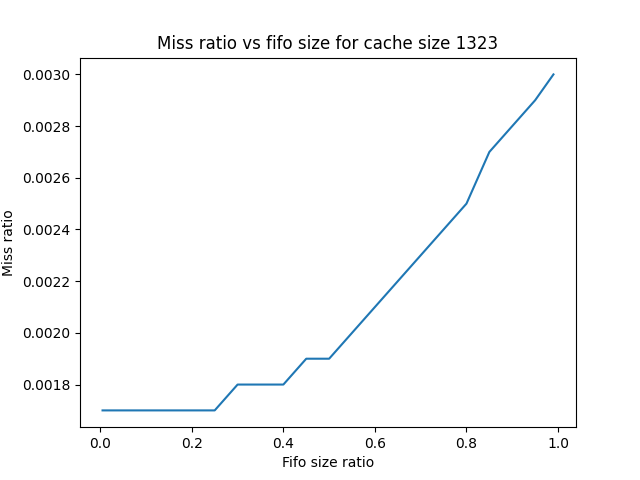 Miss ratio vs fifo size for cache size 1323
0.0030
0.0028
0.0026
0.0024
0.0022
0.0020
0.0018
Miss ratio
0.0 0.2 0.4 0.6 0.8 1.0
Fifo size ratio